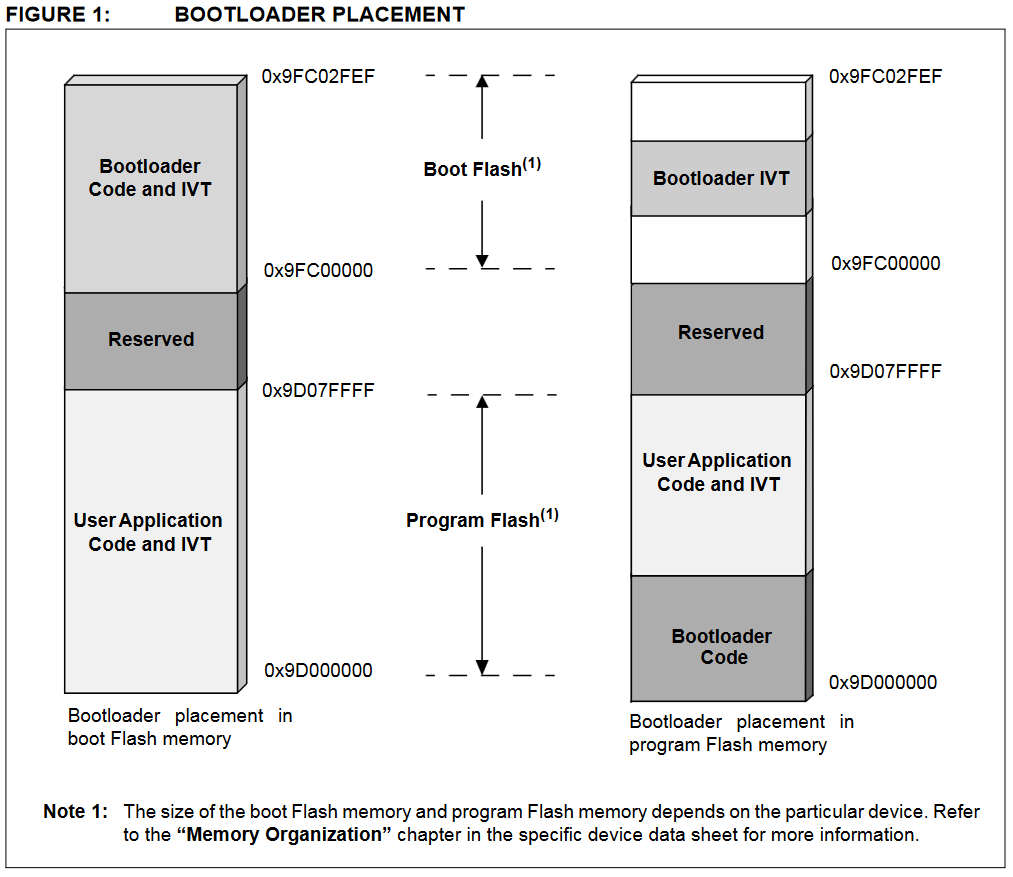 FIGURE 1: BOOTLOADER PLACEMENT
0x9FC02FEF
Bootloader
Code and IVT
0x9FC00000
Reserved
0x9D07FFFF
User Application
Code and IVT
0x9D000000
Bootloader placement in
boot Flash memory
Boot Flash(1)
Program Flash(1)
0x9FC02FEF
Bootloader IVT
0x9FC00000
Reserved
0x9D07FFFF
User Application
Code and IVT
Bootloader
Code
0x9D000000
Bootloader placement in
program Flash memory
Note 1: The size of the boot Flash memory and program Flash memory depends on the particular device. Refer
to the “Memory Organization” chapter in the specific device data sheet for more information.